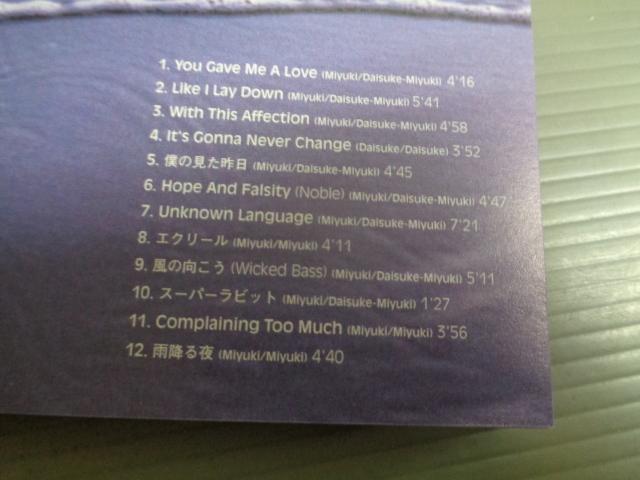 1. You Gave Me A Love (Miyuki/Daisuke-Miyuki) 4'16
2. Like I Lay Down (Miyuki/Daisuke-Miyuki) 5'41
3. With This Affection (Miyuki/Daisuke-Miyuki) 4'58
4. It's Gonna Never Change (Daisuke/Daisuke) 3'52
5. 僕の見た昨日 (Miyuki/Daisuke-Miyuki) 4'45
6. Hope And Falsity (Noble) (Miyuki/Daisuke-Miyuki) 4'47
7. Unknown Language (Miyuki/Daisuke-Miyuki) 7'21
8. エクリール (Miyuki/Miyuki) 4'11
9. 風の向こう (Wicked Bass) (Miyuki/Daisuke-Miyuki) 5'11
10. スーパーラビット (Miyuki/Daisuke-Miyuki) 1'27
11. Complaining Too Much (Miyuki/Miyuki) 3'56
12. 雨降る夜 (Miyuki/Miyuki) 4'40